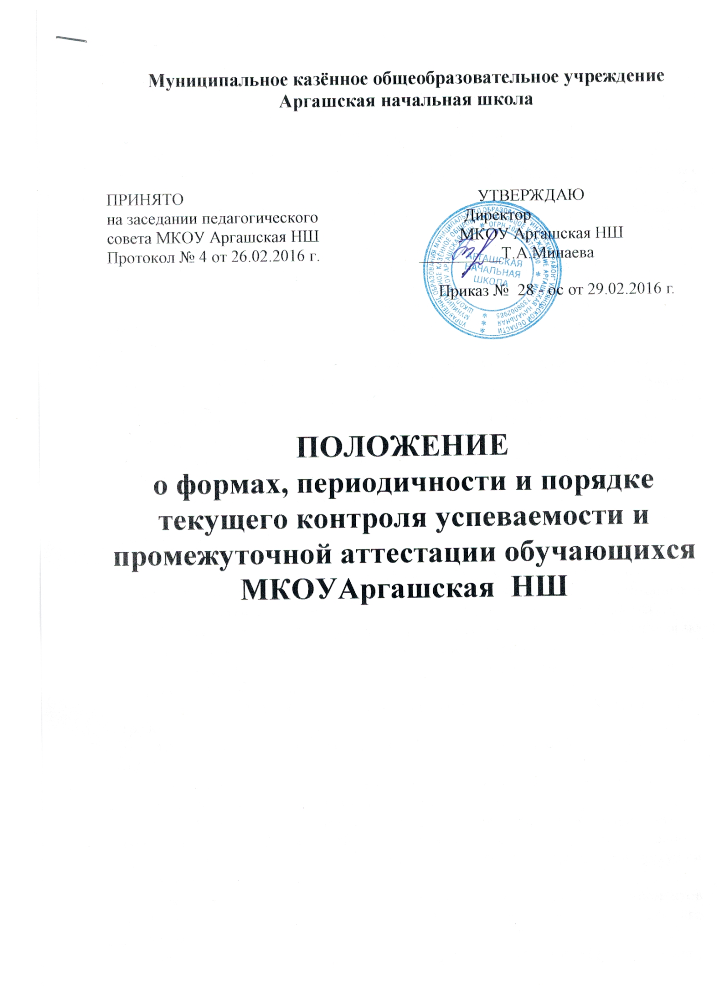 Муниципальное казённое общеобразовательное учреждение
Аргашская начальная школа
ПРИНЯТО
на заседании педагогического
совета МКОУ Аргашская НШ
Протокол № 4 от 26.02.2016 г.
УТВЕРЖДАЮ
Директор
МКОУ Аргашская НШ
Т.А.Минаева
Приказ № 28 - ос от 29.02.2016 г.
АРГАШСКАЯ
НАЧАЛЬНАЯ
ШКОЛА
ПОЛОЖЕНИЕ
о формах, периодичности и порядке
текущего контроля успеваемости и
промежуточной аттестации обучающихся
МКОУАргашская НШ